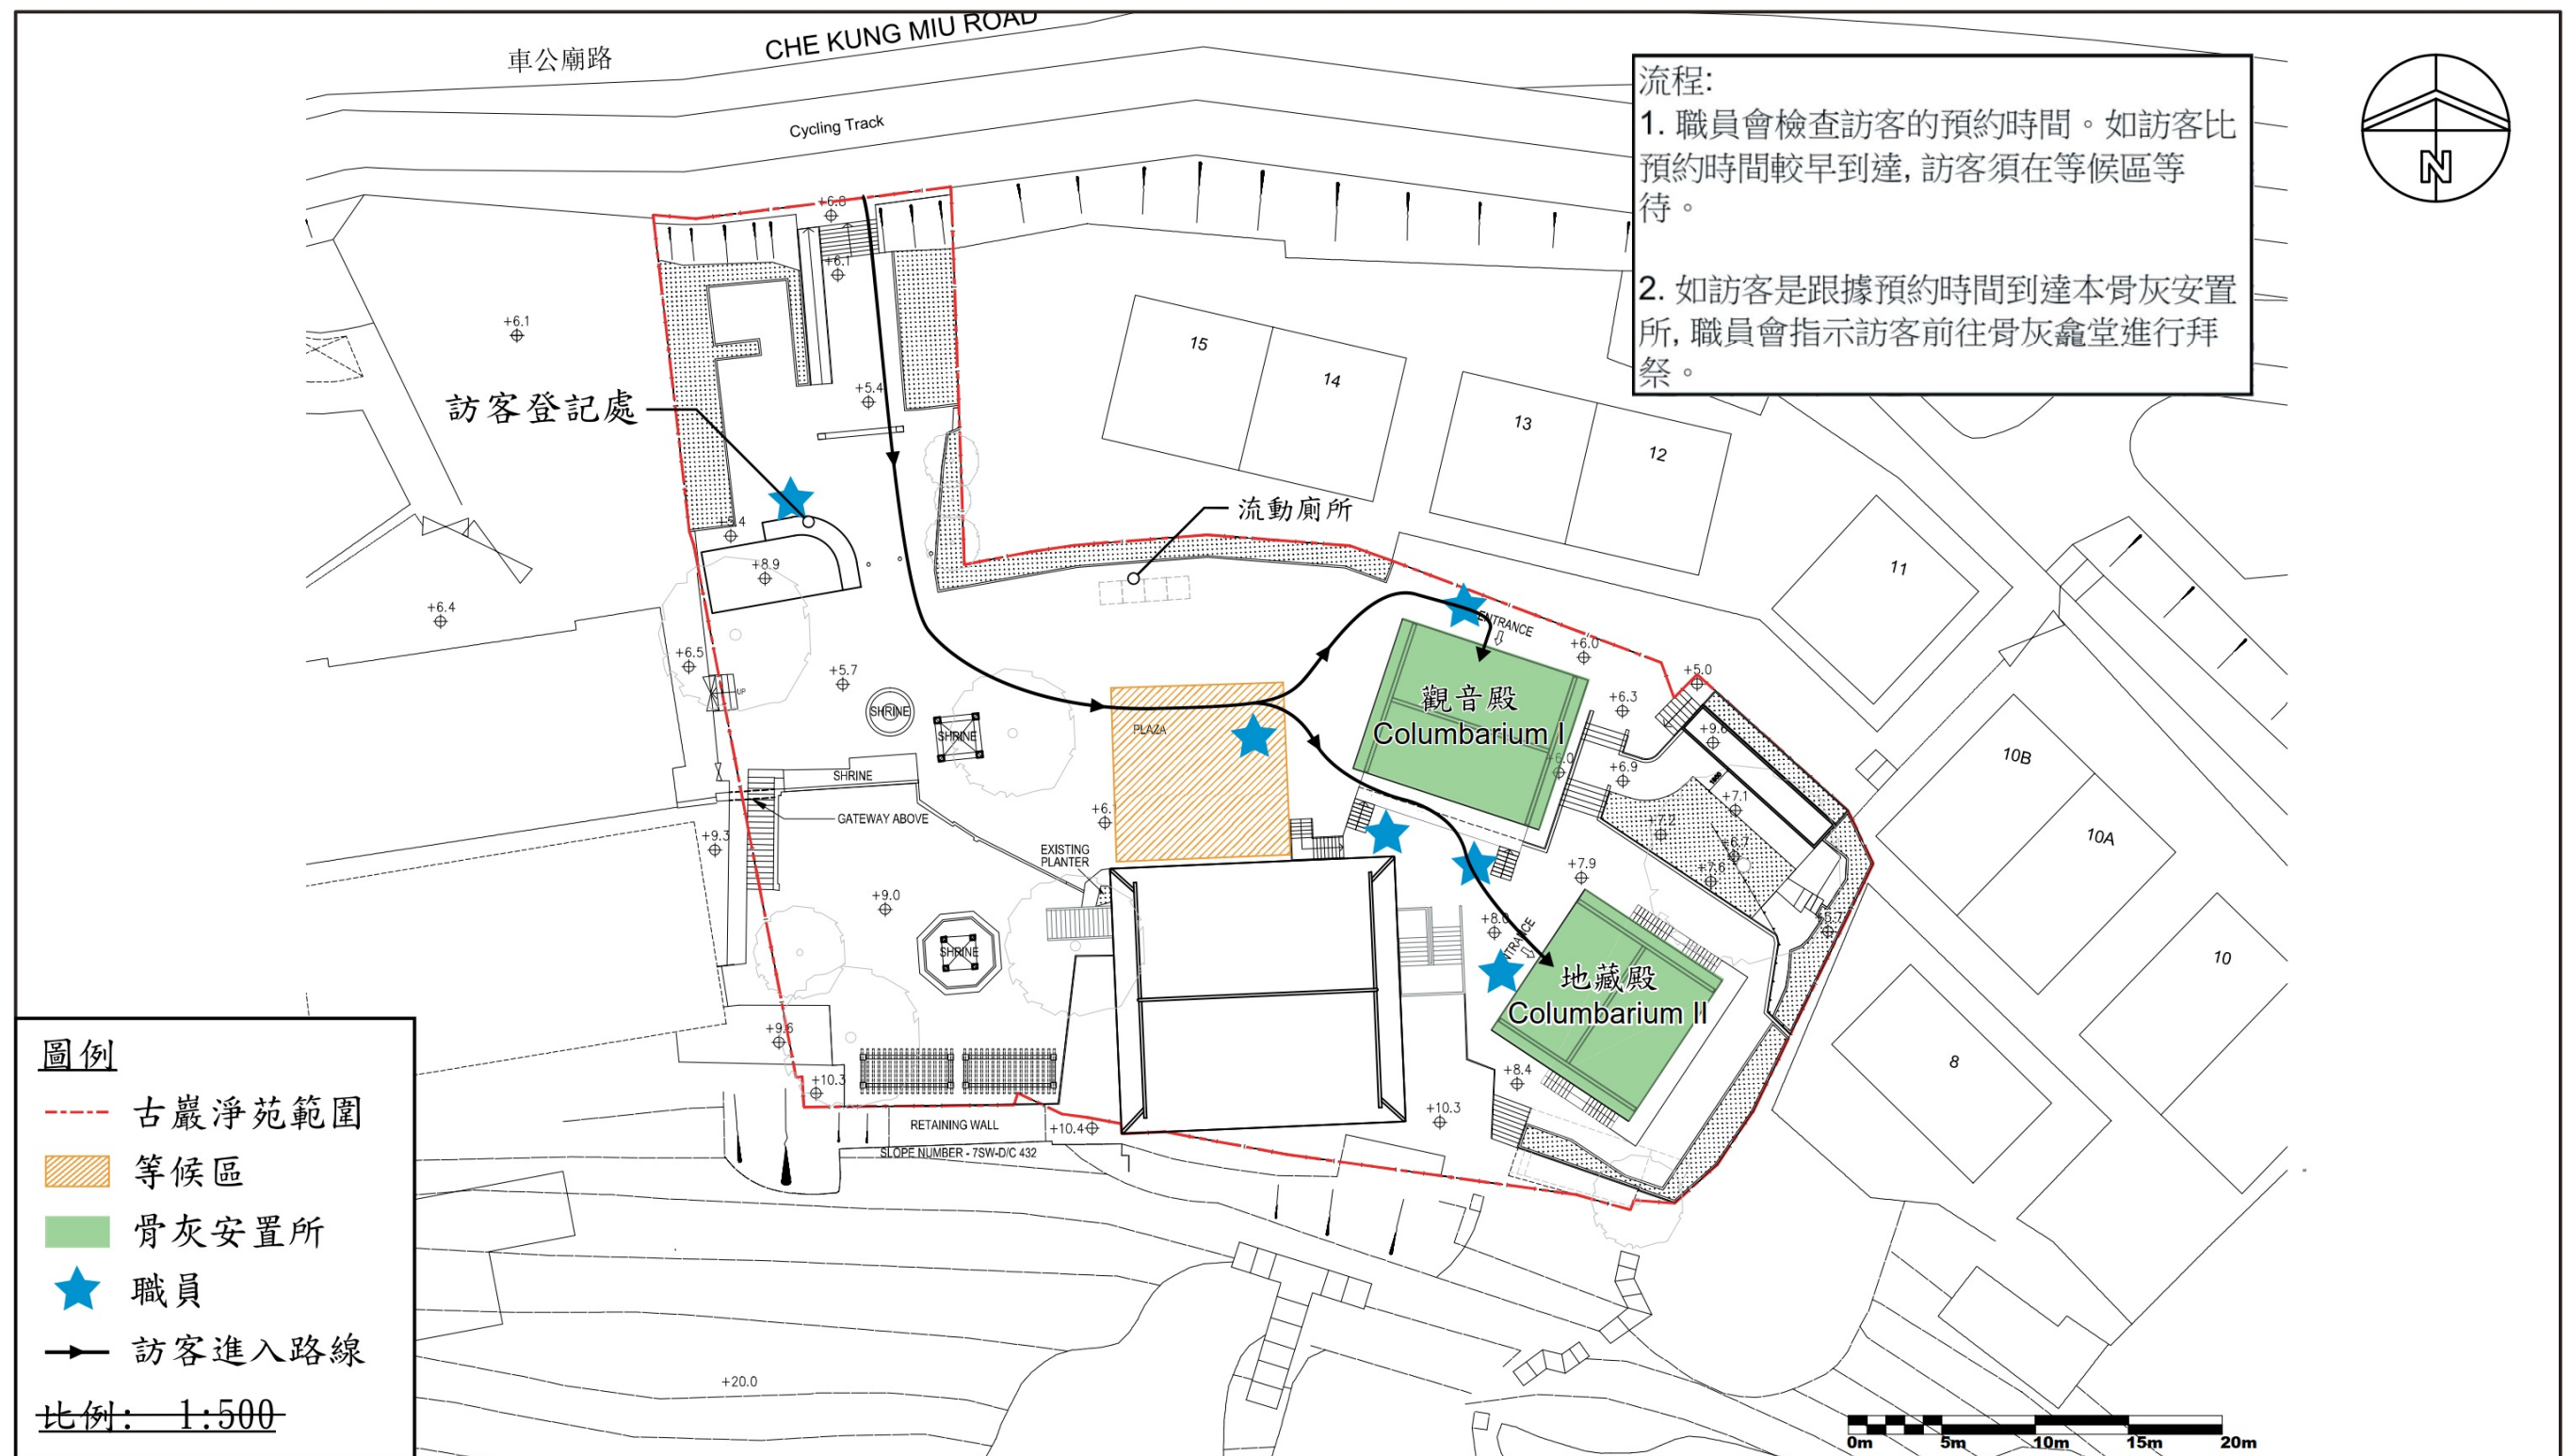 車公廟路
CHE KUNG MIU ROAD
Cycling Track
流程:
1. 職員會檢查訪客的預約時間。如訪客比
預約時間較早到達, 訪客須在等候區等
待。
2. 如訪客是跟據預約時間到達本骨灰安置
所, 職員會指示訪客前往骨灰龕堂進行拜
祭。
N
+6.8
+6.1
+6.1
+5.4
訪客登記處
15
14
13
12
11
流動廁所
+5.4
+8.9
+6.4
ENTRANCE
+6.0
+6.5
+5.7
UP
+5.0
+6.3
SHRINE
SHRINE
PLAZA
觀音殿
Columbarium I
+6.0
+6.9
10B
SHRINE
+7.1
GATEWAY ABOVE
+7.2
10A
+9.3
+6.7
EXISTING
PLANTER
+7.9
+7.6
+9.0
+8.0
SHRINE
地藏殿
Columbarium II
10
+9.6
+8.4
8
+10.3
+10.3
RETAINING WALL
+10.4
SLOPE NUMBER - 7SW-D/C 432
+20.0
圖例
古巖淨苑範圍
等候區
骨灰安置所
職員
訪客進入路線
比例: 1:500
0m 5m 10m 15m 20m